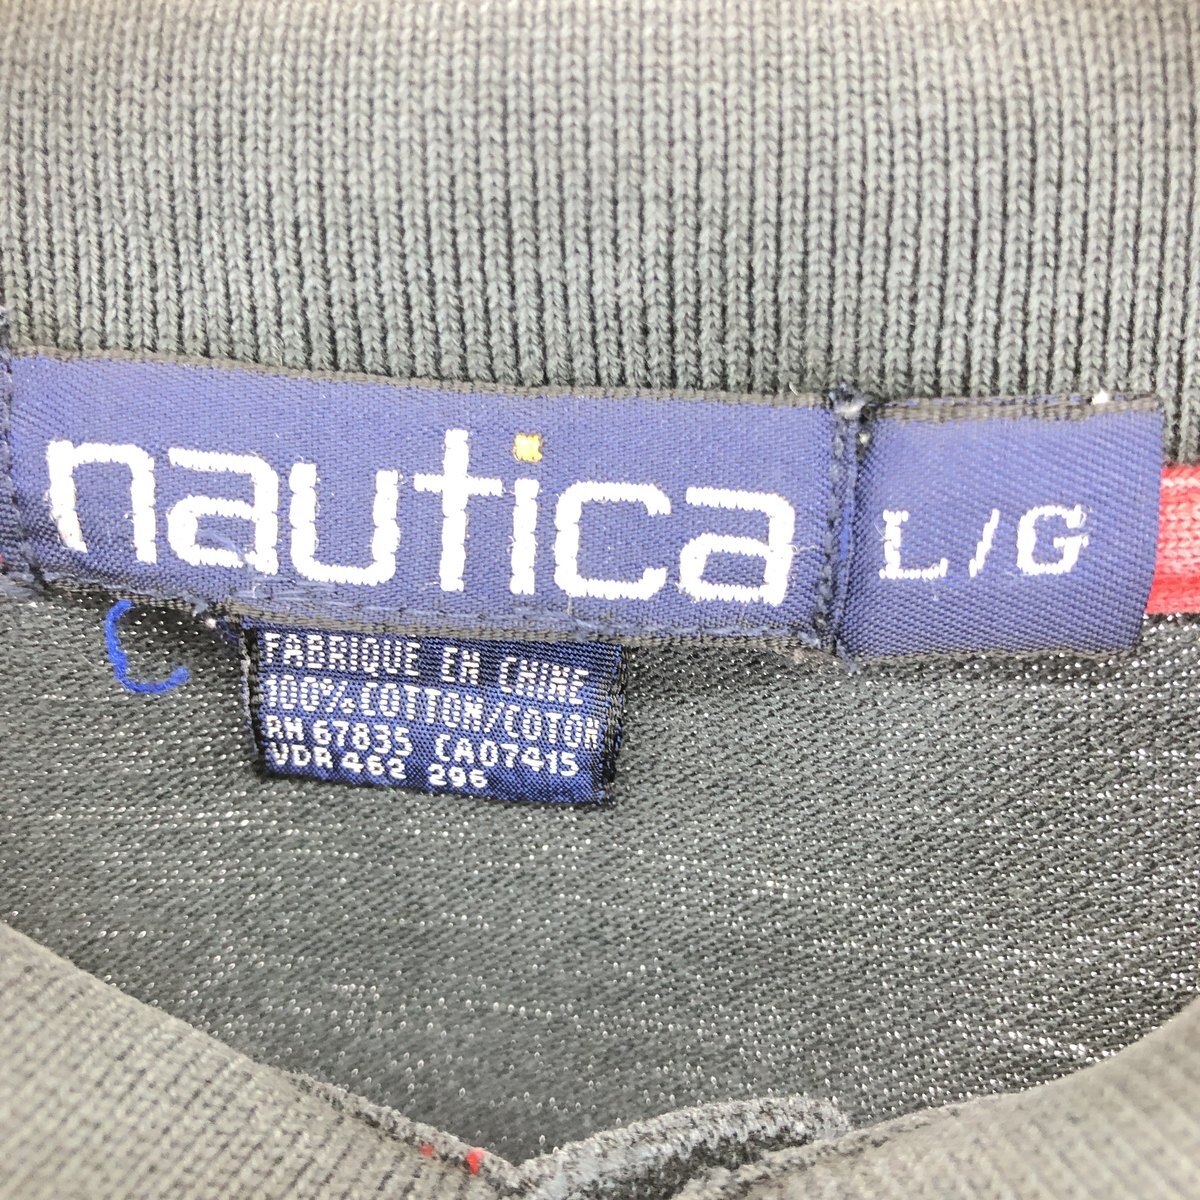 nautica
L/G
FABRIQUE EN CHINE
100% COTTON/COTON
RN 67835 CA07415
VDR 462 296